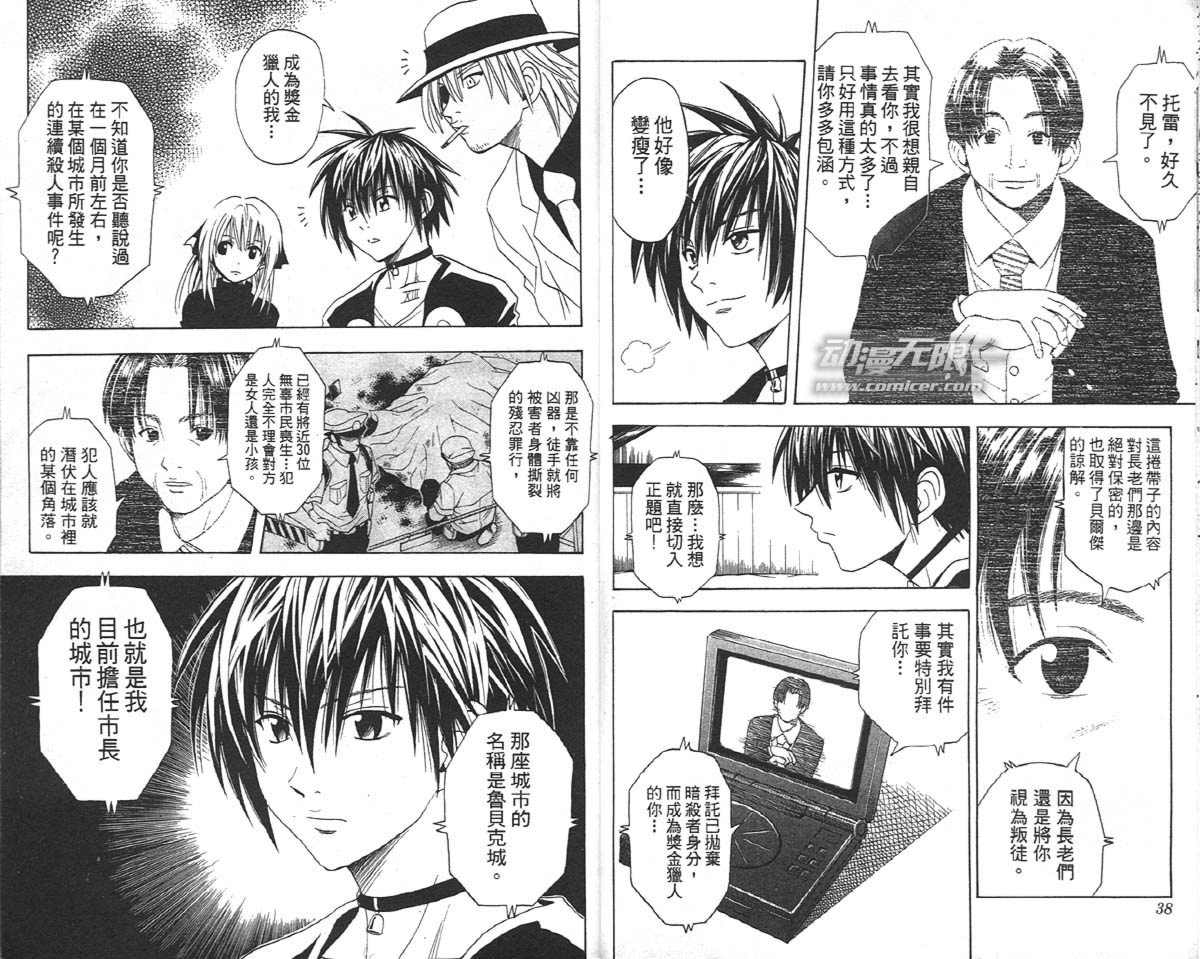 托雷，好久
不見了。
其實我很想親自
去看你，不過
事情真的太多了⋯
只好用這種方式，
請你多多包涵。
他好像
變瘦了⋯
动漫无限
www.comicer.com
這捲帶子的內容
對長老們那邊是
絕對保密的，
也取得了貝爾傑
的諒解。
因為長老們
還是將你
視為叛徒。
那麼⋯我想
就直接切入
正題吧！
其實我有件
事要特別拜
託你⋯
拜託已拋棄
暗殺者身分，
而成為獎金獵人
的你⋯
38
成為獎金
獵人的我⋯
XIII
不知道你是否聽說過
在一個月前左右，
在某個城市所發生
的連續殺人事件呢？
那是不靠任何
凶器，徒手就將
被害者身體撕裂
的殘忍罪行，
已經有將近30位
無辜市民喪生⋯犯
人完全不理會對方
是女人還是小孩。
犯人應該就
潛伏在城市裡
的某個角落。
那座城市的
名稱是魯貝克城。
也就是我
目前擔任市長
的城市！